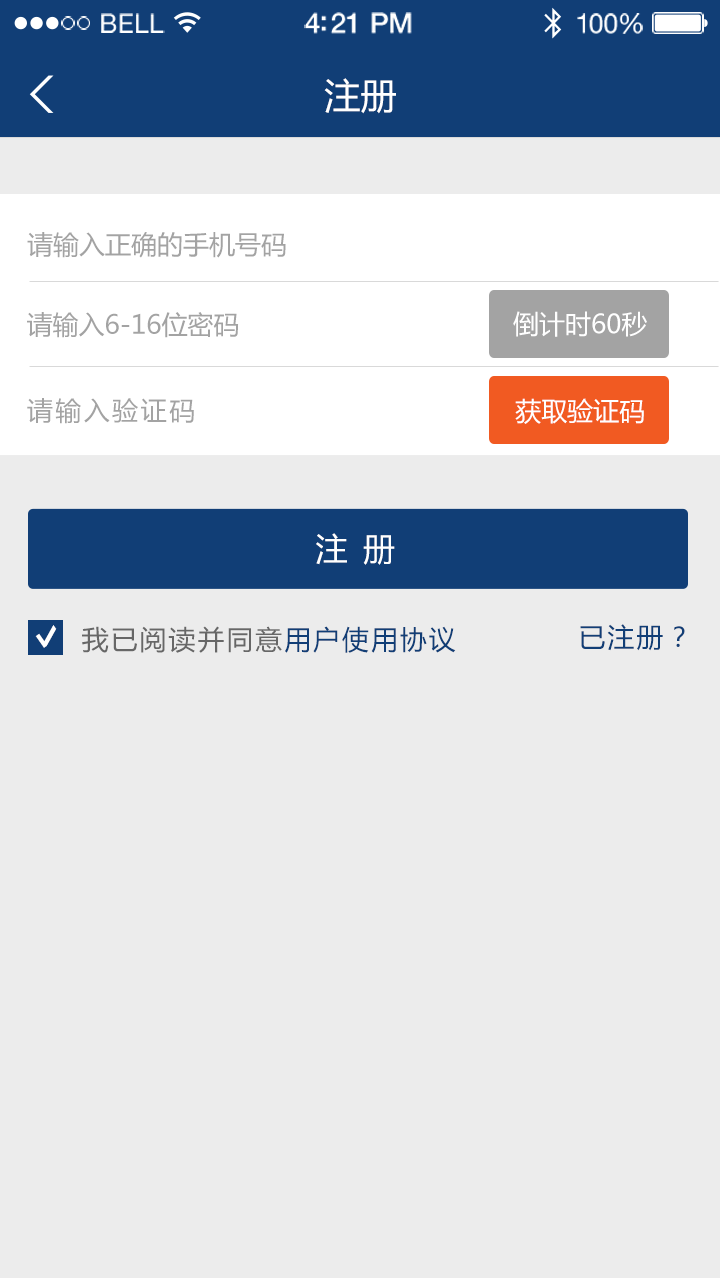 BELL 4:21 PM 100%
注册
请输入正确的手机号码
请输入6-16位密码 倒计时60秒
请输入验证码 获取验证码
注 册
我已阅读并同意用户使用协议 已注册？